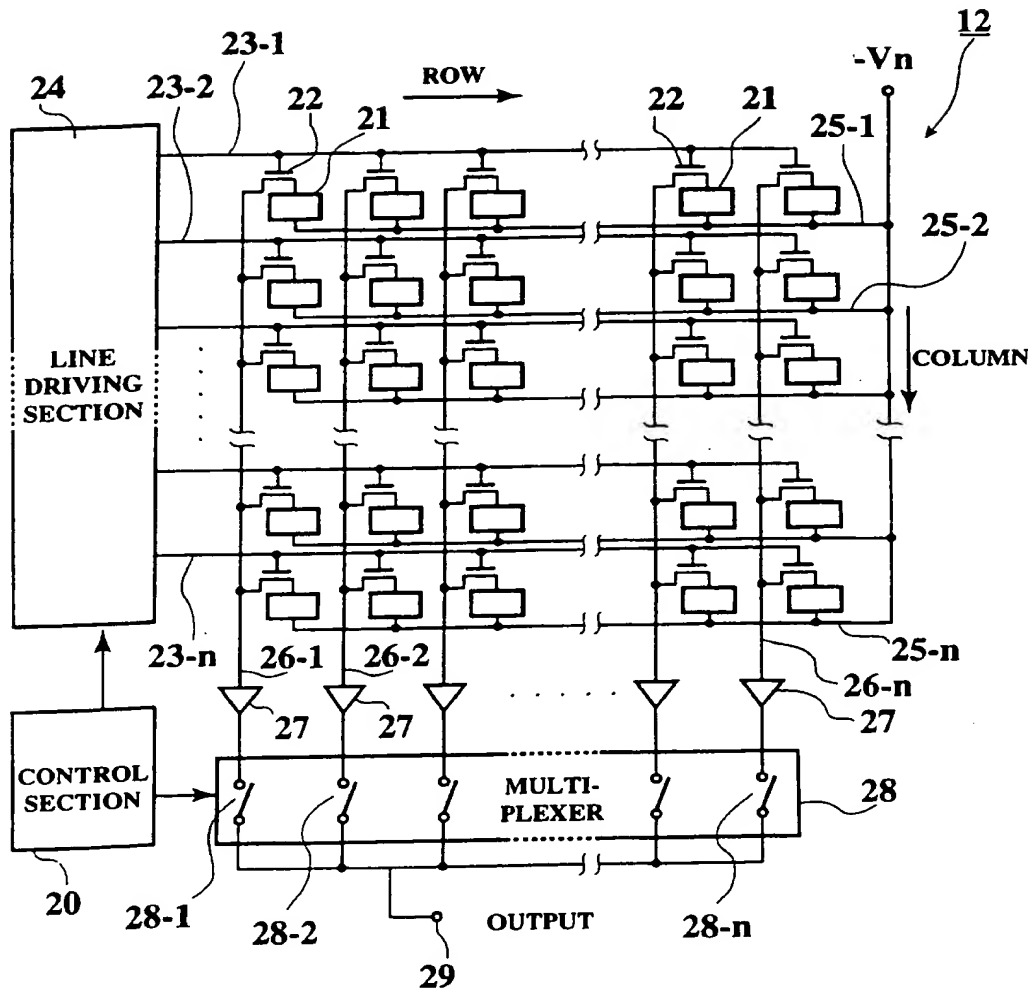 12
-Vn
23-1
ROW
24
23-2
22
21
22
21
25-1
25-2
LINE
DRIVING
SECTION
COLUMN
23-n
26-1
26-2
25-n
26-n
27
27
27
CONTROL
SECTION
MULTI-
PLEXER
28
20
28-1
28-2
OUTPUT
28-n
29